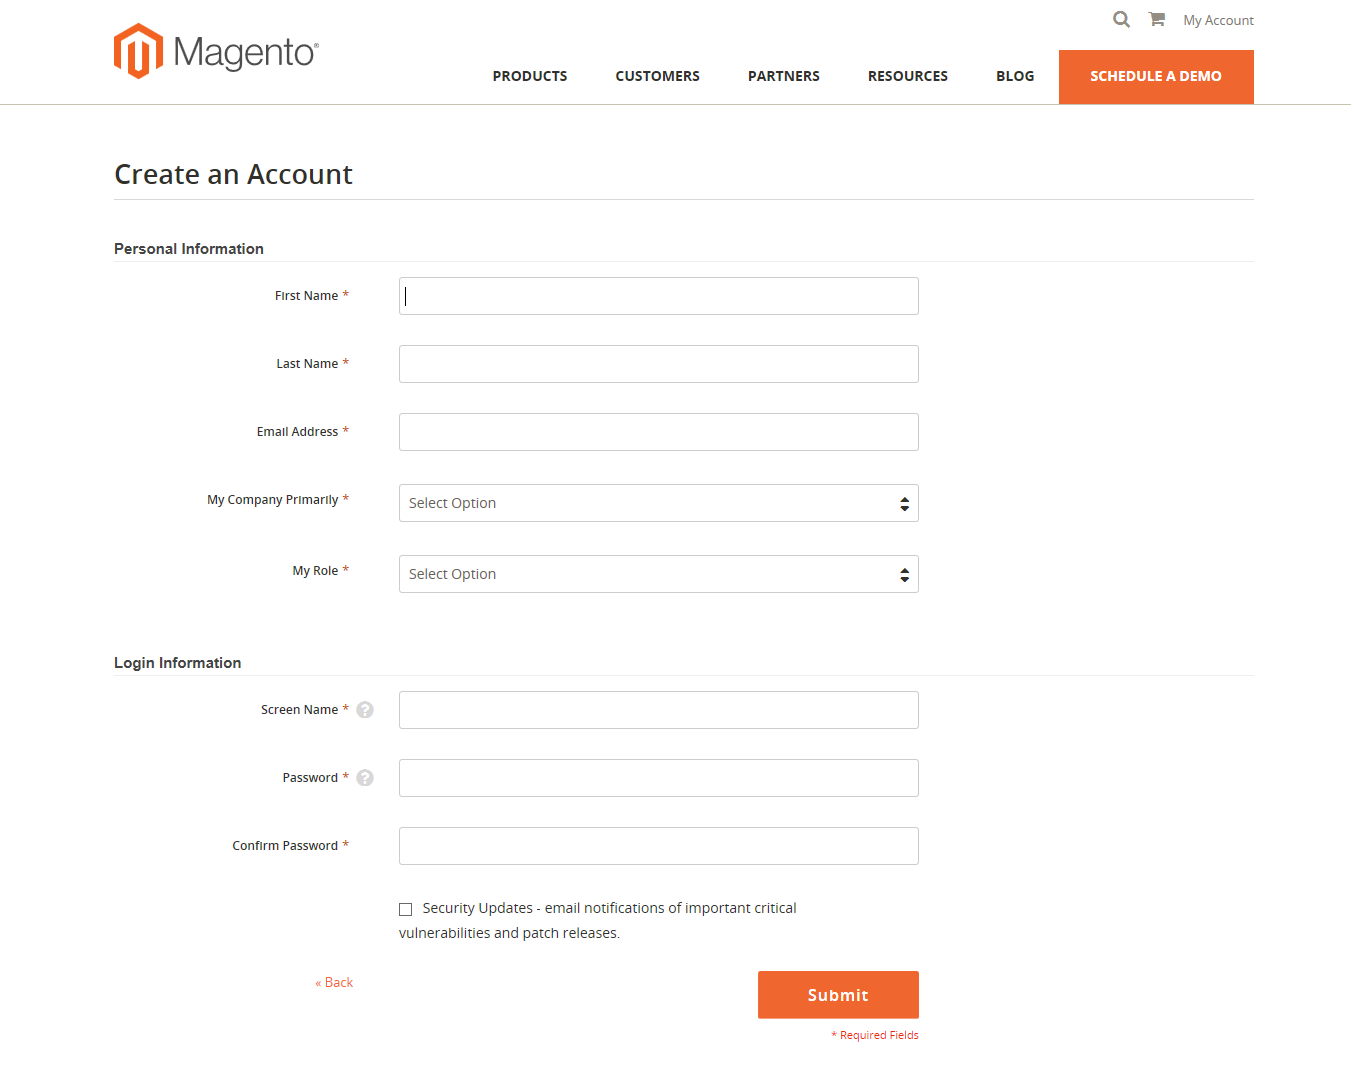 My Account
Magento®
PRODUCTS CUSTOMERS PARTNERS RESOURCES BLOG SCHEDULE A DEMO
Create an Account
Personal Information
First Name *
Last Name *
Email Address *
My Company Primarily * Select Option
My Role * Select Option
Login Information
Screen Name * ?
Password * ?
Confirm Password *
Security Updates - email notifications of important critical
vulnerabilities and patch releases.
« Back
Submit
* Required Fields